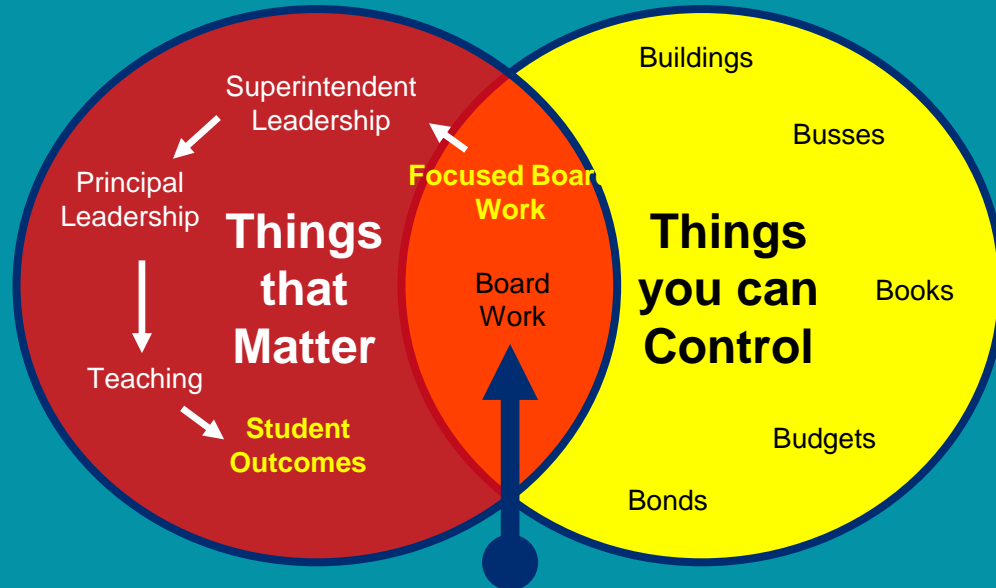 Superintendent
Leadership
Principal
Leadership
Things
that
Matter
Teaching
Student
Outcomes
Focused Boar
Work
Board
Work
Buildings
Busses
Things
you can
Control
Books
Budgets
Bonds